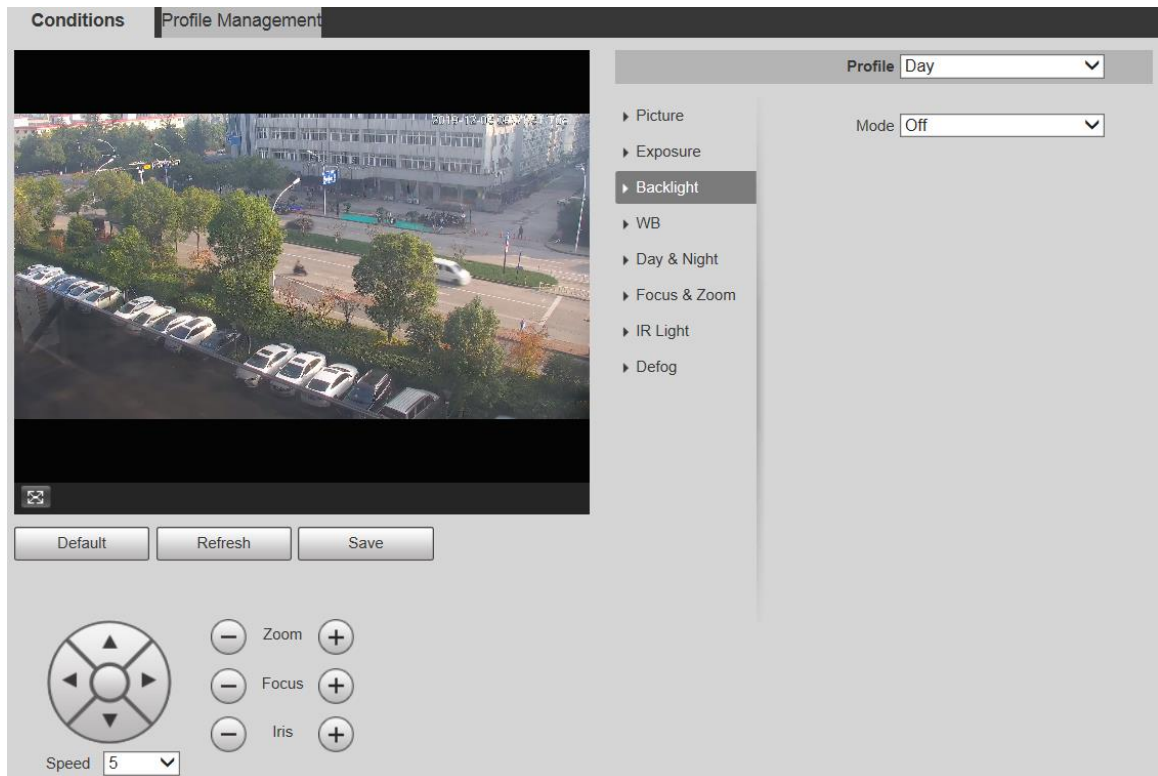 Conditions Profile Management
Profile Day
Picture
Mode Off
Exposure
Backlight
WB
Day & Night
Focus & Zoom
IR Light
Defog
Default Refresh Save
Zoom
Focus
Iris
Speed 5